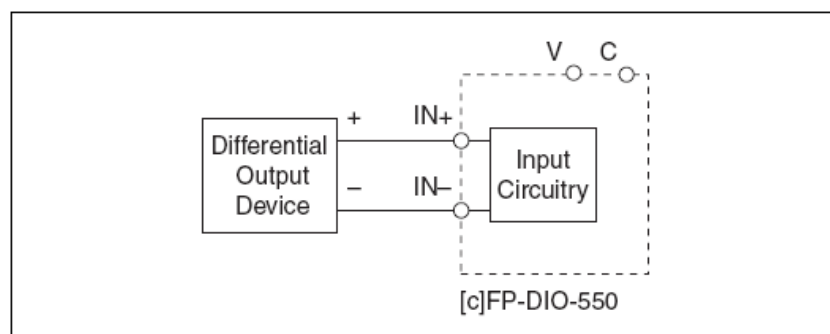 V C
+ IN+
Differential
Output
Device
Input
Circuitry
– IN–
[c]FP-DIO-550